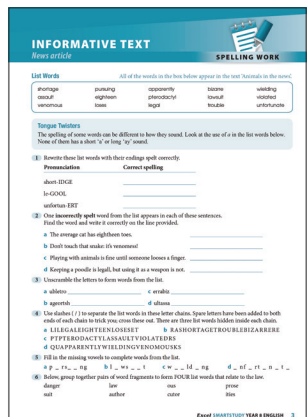 INFORMATIVE TEXT
News article
SPELLING WORK
List Words
All of the words in the box below appear in the text 'Animals in the news'.
shortage pursuing apparently bizarre wielding
assault eighteen pterodactyl lawsuit violated
venomous loses legal trouble unfortunate
Tongue Twisters
The spelling of some words can be different to how they sound. Look at the use of a in the list words below.
None of them has a short 'a' or long 'ay' sound.
1 Rewrite these list words with their endings spelt correctly.
Pronunciation Correct spelling
short-IDGE
le-GOOL
unfortun-ERT
2 One incorrectly spelt word from the list appears in each of these sentences.
Find the word and write it correctly on the line provided.
a The average cat has eighteen toes.
b Don't touch that snake; it's venomess!
c Playing with animals is fine until someone looses a finger.
d Keeping a poodle is legall, but using it as a weapon is not.
3 Unscramble the letters to form words from the list.
a ubletro c errabiz
b ageortsh d ultassa
4 Use slashes ( / ) to separate the list words in these letter chains. Spare letters have been added to both
ends of each chain to trick you; cross these out. There are three list words hidden inside each chain.
a LILEGALEIGHTEENLOSESET b RASHORTAGETROUBLEBIZARRERE
c PTPTERODACTYLASSAULTVIOLATEDRS
d QUAPPARENTLYWIELDINGVENOMOUSKS
5 Fill in the missing vowels to complete words from the list.
a p _ rs _ _ ng b l _ ws _ _ t c w _ _ ld _ ng d _ nf _ rt _ n _ t _
6 Below, group together pairs of word fragments to form FOUR list words that relate to the law.
danger law ous prose
suit author cutor ities
Excel SMARTSTUDY YEAR 8 ENGLISH 3